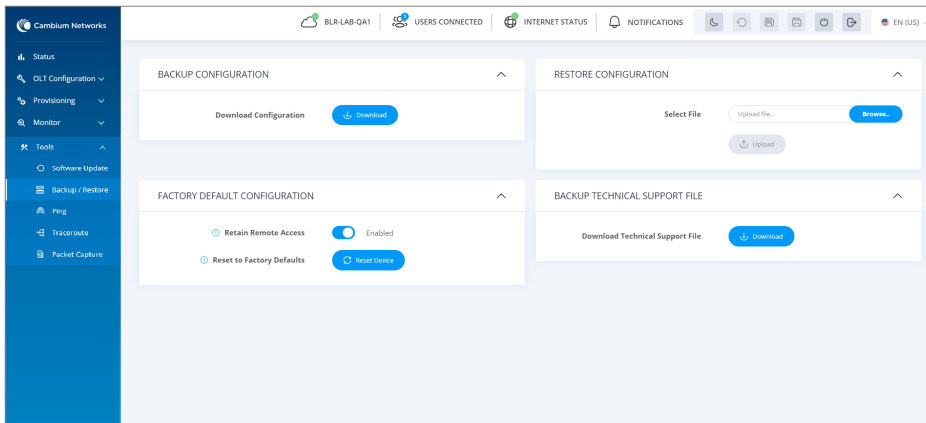 Cambium Networks
BLR-LAB-QA1
USERS CONNECTED
INTERNET STATUS
NOTIFICATIONS
EN (US)
Status
OLT Configuration
Provisioning
Monitor
Tools
Software Update
Backup / Restore
Ping
Traceroute
Packet Capture
BACKUP CONFIGURATION
Download Configuration
Download
RESTORE CONFIGURATION
Select File
Upload file..
Browse..
Upload
FACTORY DEFAULT CONFIGURATION
Retain Remote Access
Enabled
Reset to Factory Defaults
Reset Device
BACKUP TECHNICAL SUPPORT FILE
Download Technical Support File
Download